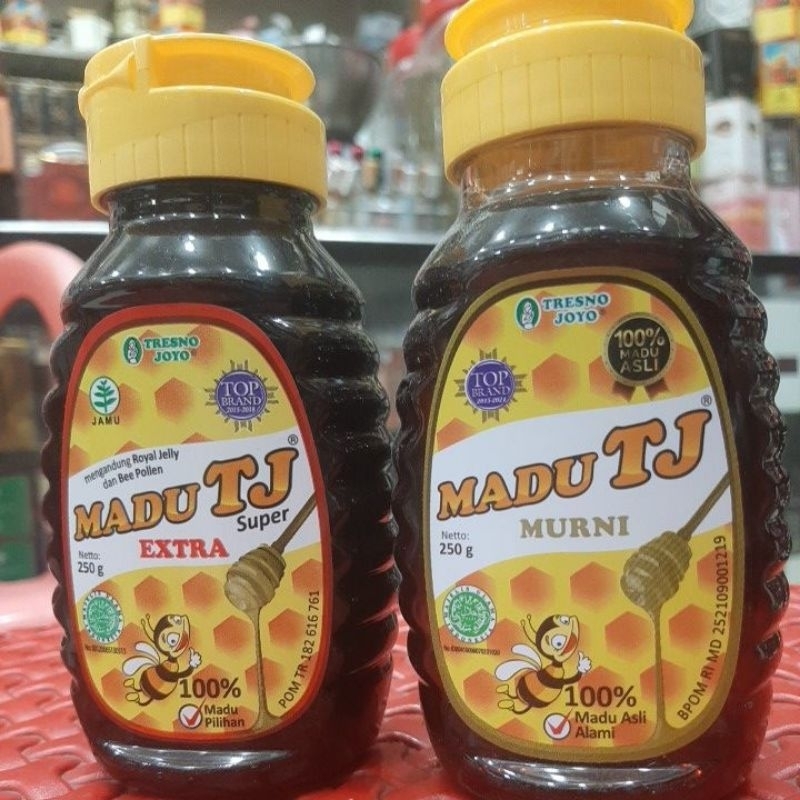 TRESNO
JOYO®
JAMU
TOP
BRAND
mengandung Royal Jelly
dan Bee Pollen
MADU TJ®
Super
EXTRA
Netto:
250 g
100%
Madu
Pilihan
POM TR 182 616 761
TRESNO
JOYO®
100%
MADU
ASLI
TOP
BRAND
MADU TJ®
MURNI
Netto:
250 g
100%
Madu Asli
Alami
BPOM RI MD 252109001219